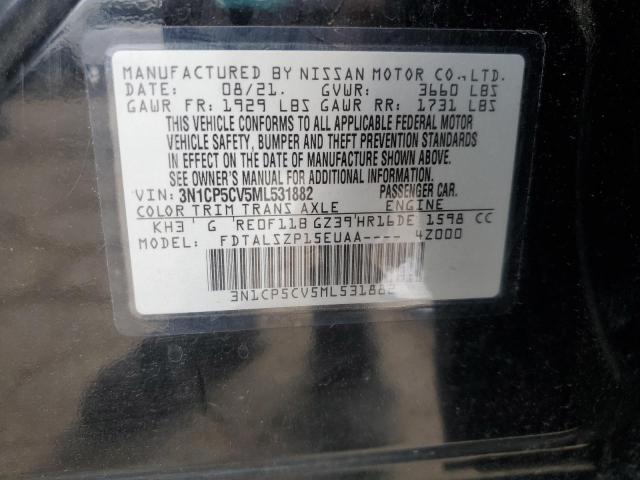 MANUFACTURED BY NISSAN MOTOR CO., LTD.
DATE: 08/21. GVWR: 3660 LBS
GAWR FR: 1929 LBS GAWR RR: 1731 LBS
THIS VEHICLE CONFORMS TO ALL APPLICABLE FEDERAL MOTOR
VEHICLE SAFETY, BUMPER AND THEFT PREVENTION STANDARDS
IN EFFECT ON THE DATE OF MANUFACTURE SHOWN ABOVE.
SEE OWNER'S MANUAL FOR ADDITIONAL INFORMATION
VIN: 3N1CP5CV5ML531882 PASSENGER CAR.
COLOR TRIM TRANS AXLE ENGINE
KH3 G RE0F11B GZ39 HR16DE 1598 CC
FDTALSZP15EUAA---- 4Z000
3N1CP5CV5ML531882